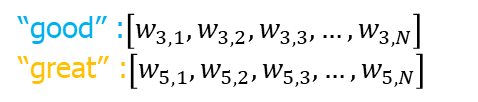 “good” :[w3,1, w3,2, w3,3, … , w3,N]
“great” :[w5,1, w5,2, w5,3, … , w5,N]